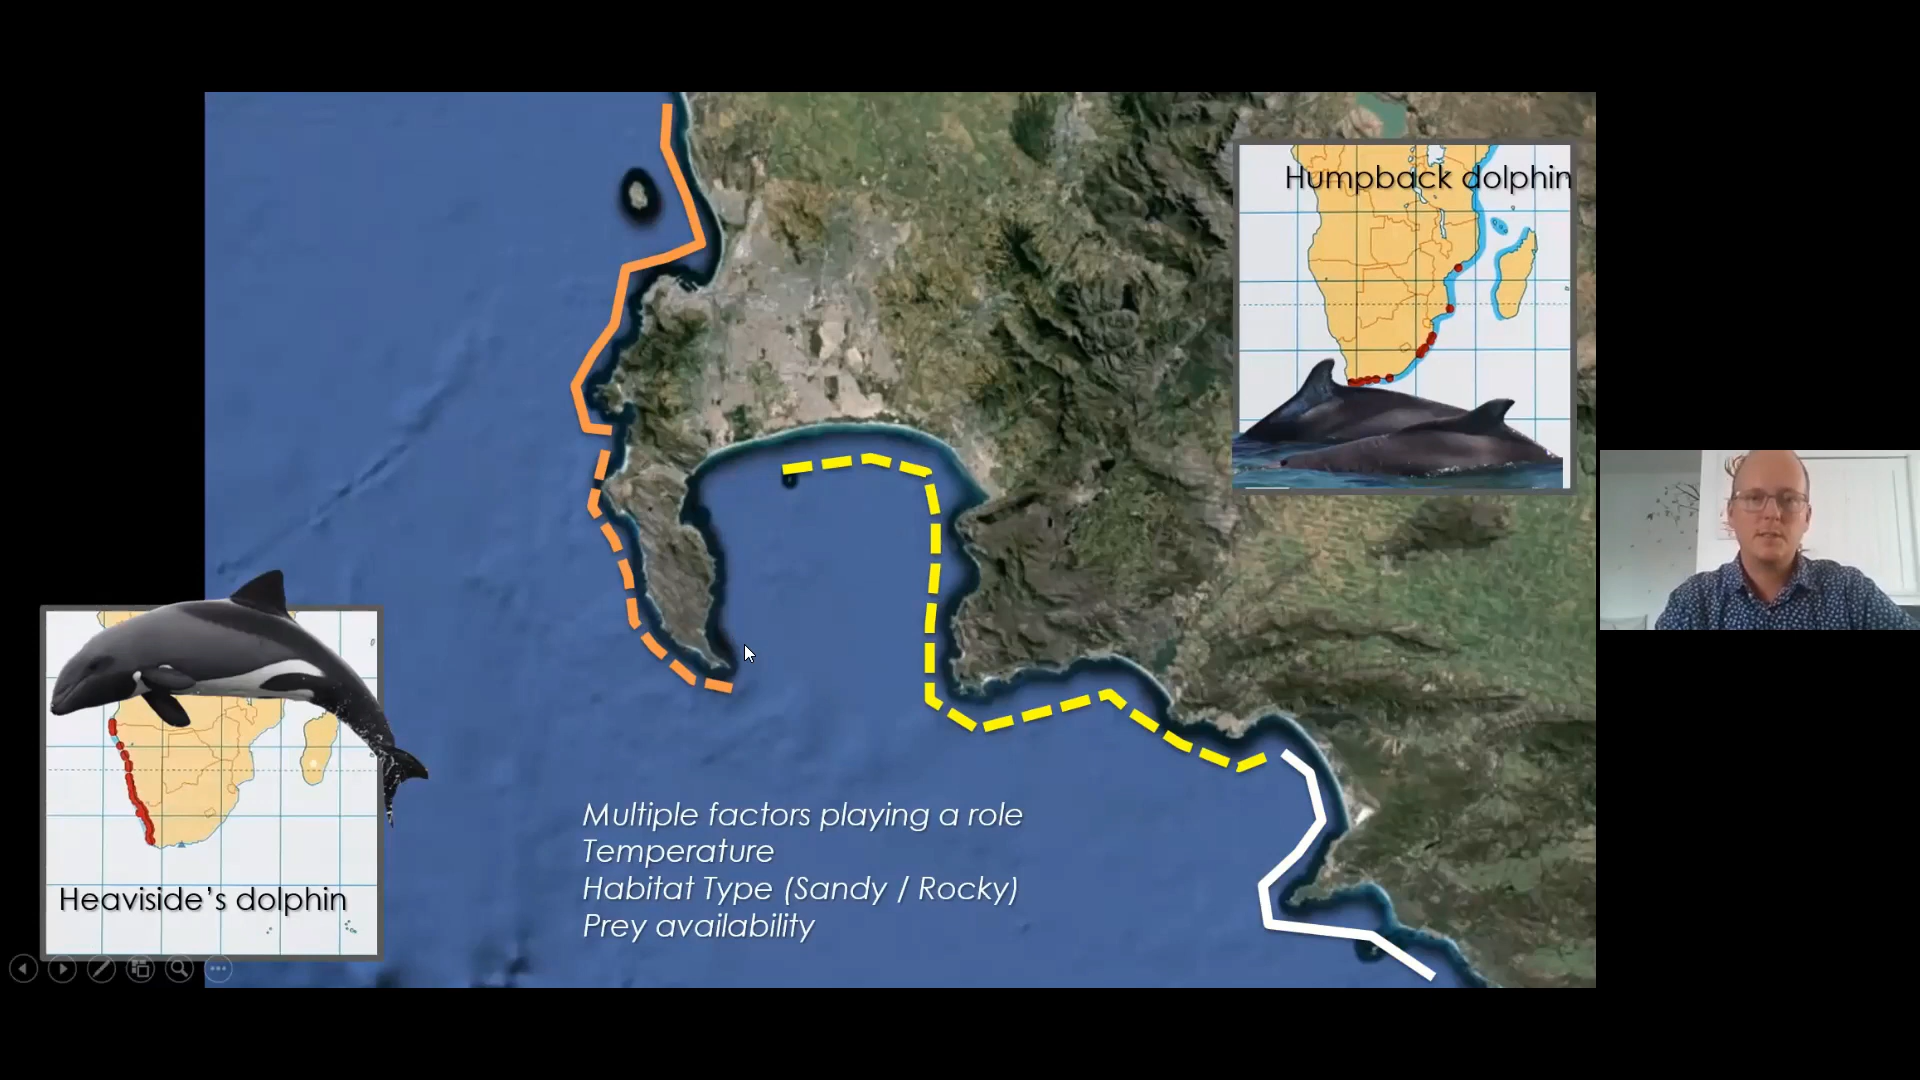 Humpback dolphin
Heaviside's dolphin
Multiple factors playing a role
Temperature
Habitat Type (Sandy / Rocky)
Prey availability